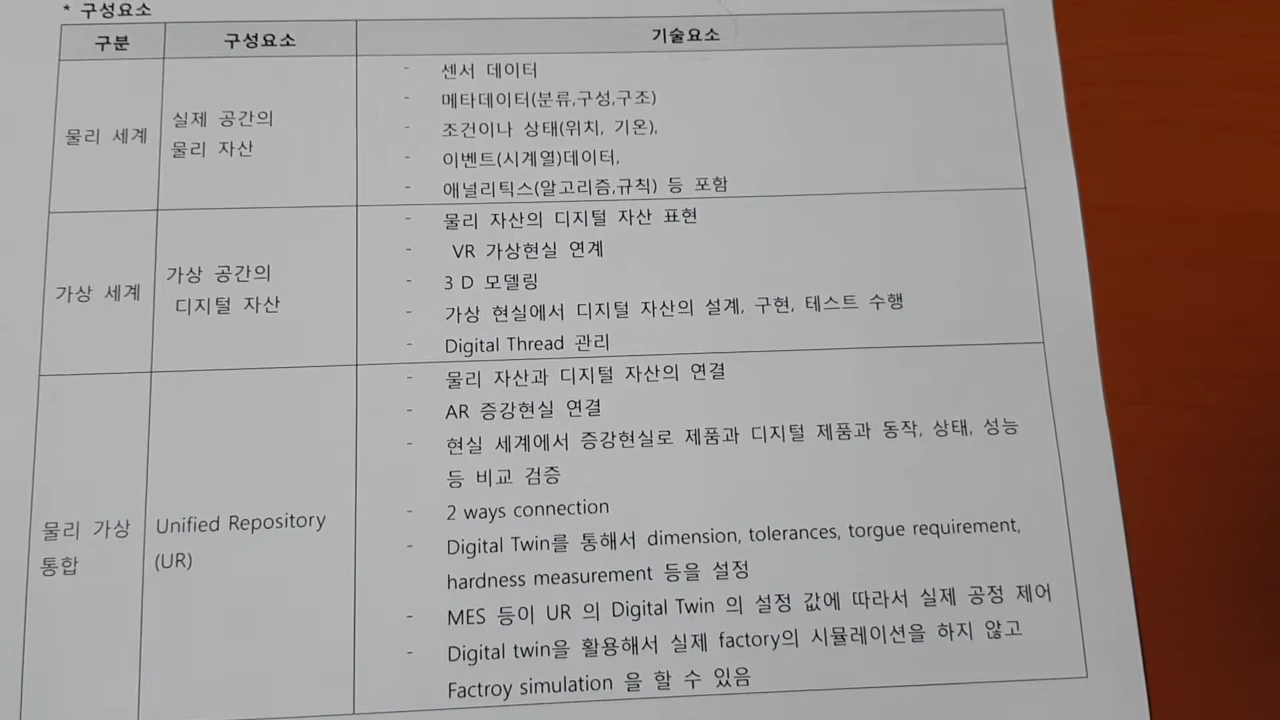 * 구성요소
구분 구성요소 기술요소
물리 세계
실제 공간의
물리 자산
- 센서 데이터
- 메타데이터(분류,구성,구조)
- 조건이나 상태(위치, 기온),
- 이벤트(시계열)데이터,
- 애널리틱스(알고리즘,규칙) 등 포함
가상 세계
가상 공간의
디지털 자산
- 물리 자산의 디지털 자산 표현
- VR 가상현실 연계
- 3 D 모델링
- 가상 현실에서 디지털 자산의 설계, 구현, 테스트 수행
- Digital Thread 관리
물리 가상
통합
Unified Repository
(UR)
- 물리 자산과 디지털 자산의 연결
- AR 증강현실 연결
- 현실 세계에서 증강현실로 제품과 디지털 제품과 동작, 상태, 성능
등 비교 검증
- 2 ways connection
- Digital Twin를 통해서 dimension, tolerances, torgue requirement,
hardness measurement 등을 설정
- MES 등이 UR 의 Digital Twin 의 설정 값에 따라서 실제 공정 제어
- Digital twin을 활용해서 실제 factory의 시뮬레이션을 하지 않고
Factroy simulation 을 할 수 있음